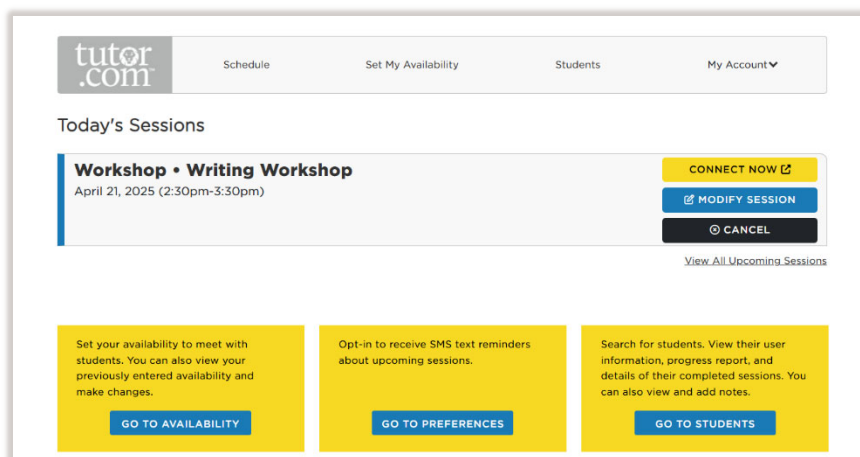 tutor
.com
Schedule
Set My Availability
Students
My Account
Today's Sessions
Workshop • Writing Workshop
April 21, 2025 (2:30pm-3:30pm)
CONNECT NOW
MODIFY SESSION
CANCEL
View All Upcoming Sessions
Set your availability to meet with
students. You can also view your
previously entered availability and
make changes.
GO TO AVAILABILITY
Opt-in to receive SMS text reminders
about upcoming sessions.
GO TO PREFERENCES
Search for students. View their user
information, progress report, and
details of their completed sessions. You
can also view and add notes.
GO TO STUDENTS